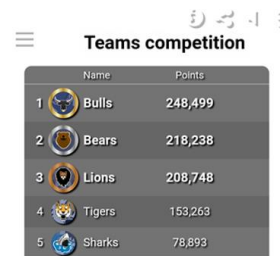 Teams competition
Name Points
1 Bulls 248,499
2 Bears 218,238
3 Lions 208,748
4 Tigers 153,263
5 Sharks 78,893